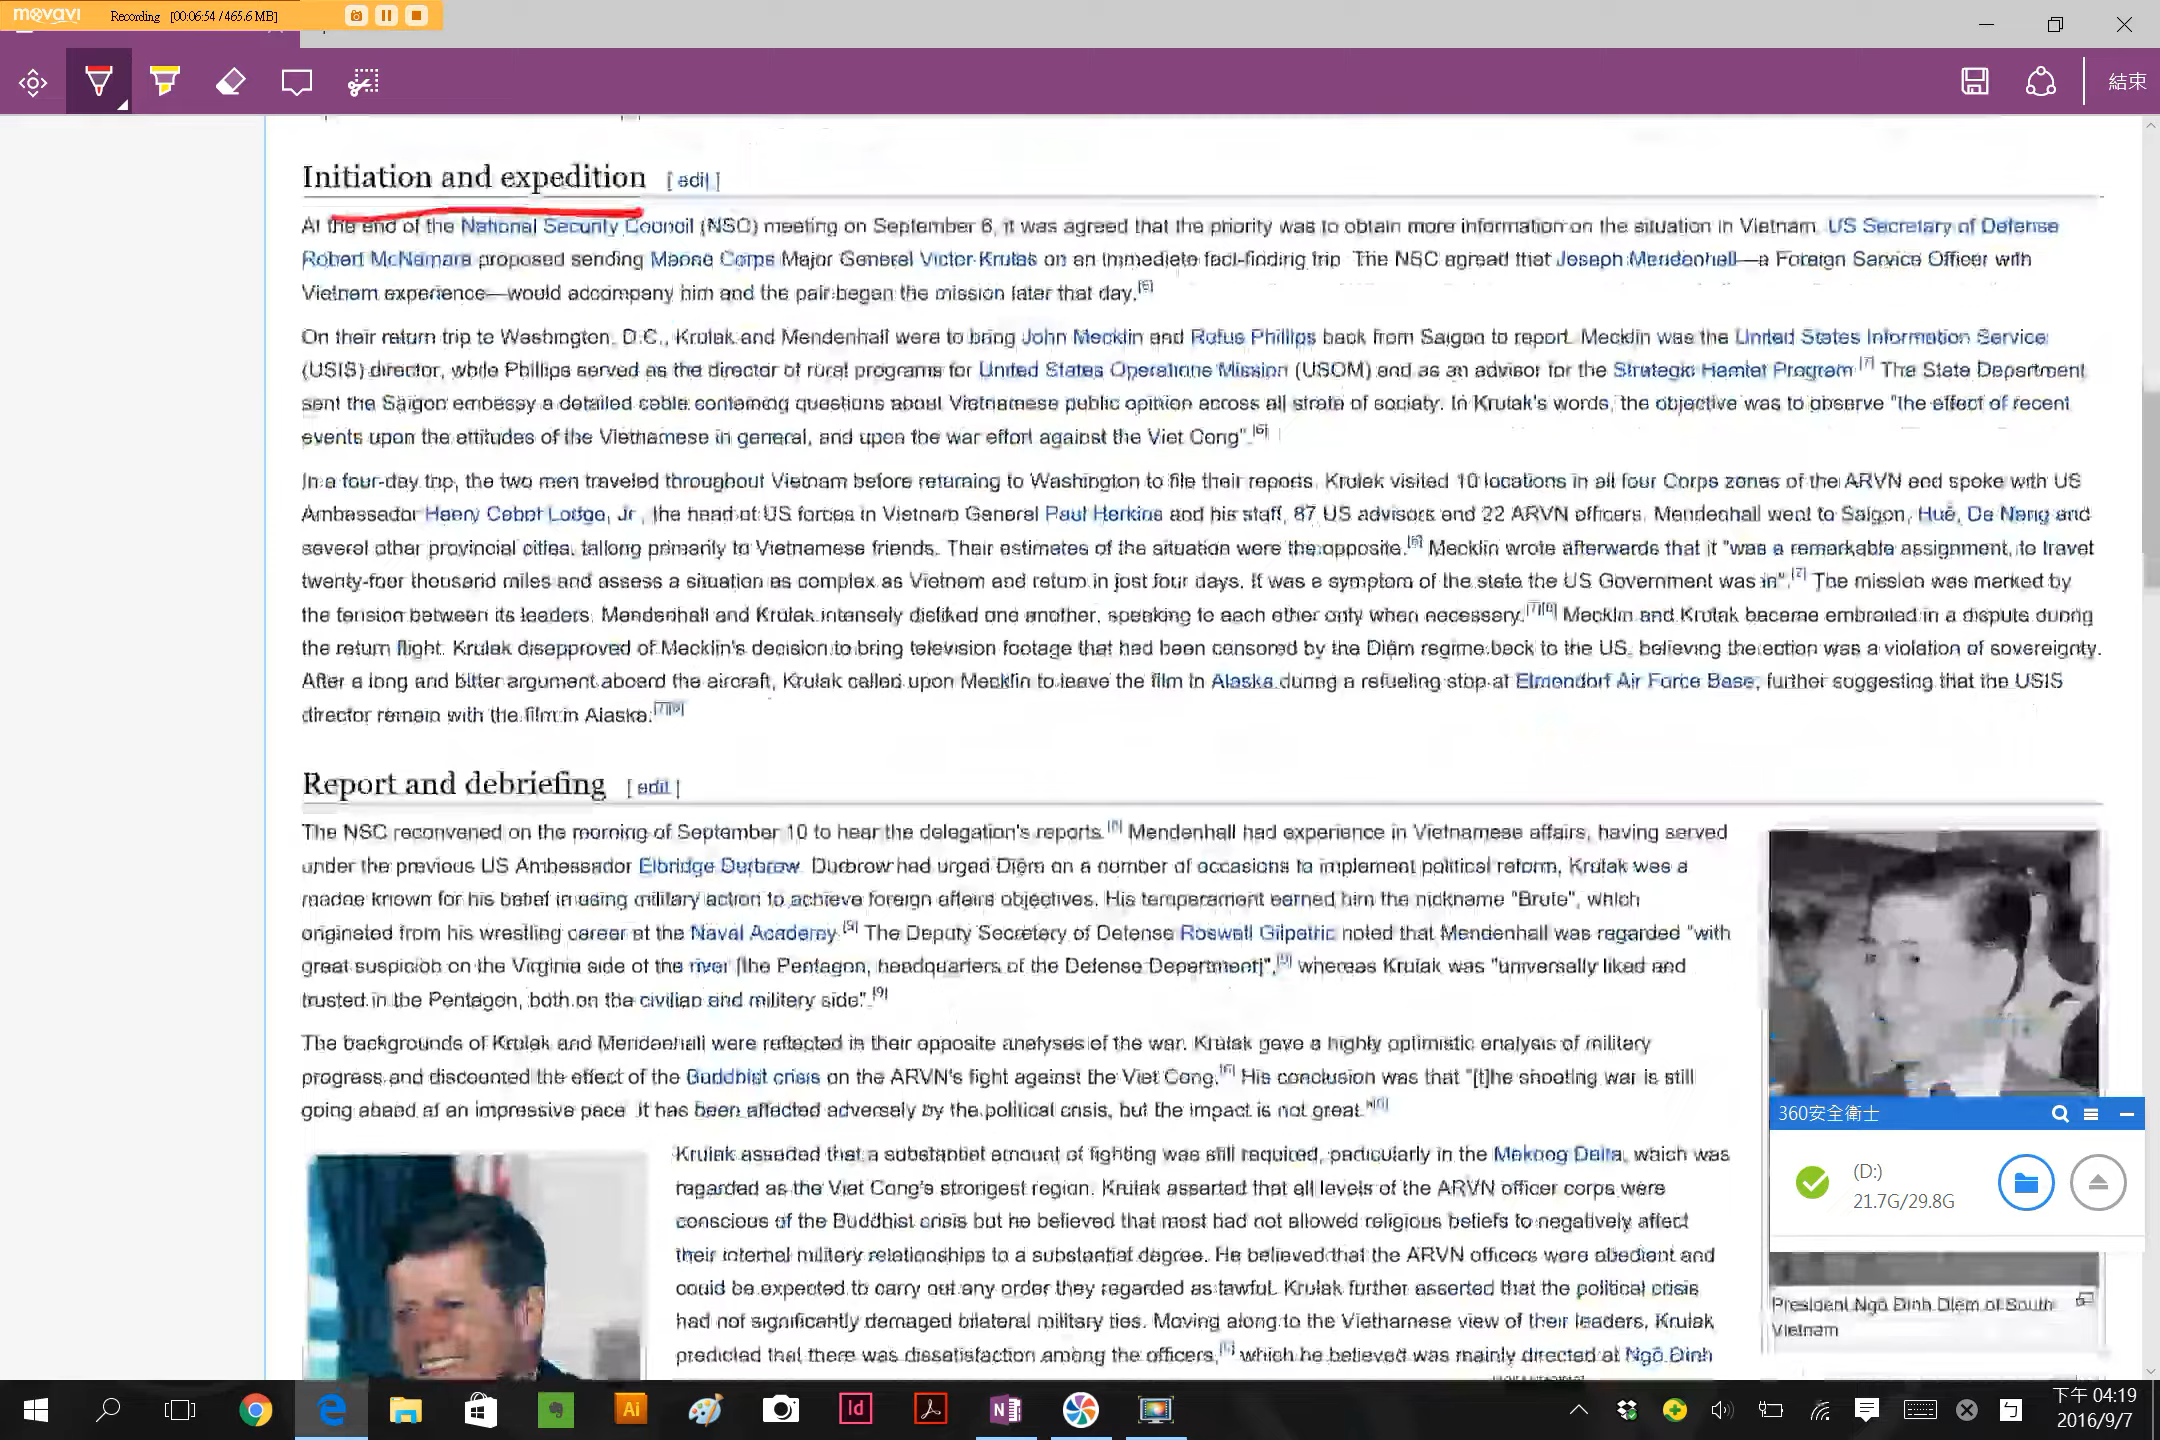 movavi Recording [00:06:54 / 465.6 MB]
結束
Initiation and expedition [ edit ]
At the end of the National Security Council (NSC) meeting on September 6, it was agreed that the priority was to obtain more information on the situation in Vietnam. US Secretary of Defense
Robert McNamara proposed sending Marine Corps Major General Victor Krulak on an immediate fact-finding trip. The NSC agreed that Joseph Mendenhall—a Foreign Service Officer with
Vietnam experience—would accompany him and the pair began the mission later that day.[6]
On their return trip to Washington, D.C., Krulak and Mendenhall were to bring John Mecklin and Rufus Phillips back from Saigon to report. Mecklin was the United States Information Service
(USIS) director, while Phillips served as the director of rural programs for United States Operations Mission (USOM) and as an advisor for the Strategic Hamlet Program.[7] The State Department
sent the Saigon embassy a detailed cable containing questions about Vietnamese public opinion across all strata of society. In Krulak's words, the objective was to observe "the effect of recent
events upon the attitudes of the Vietnamese in general, and upon the war effort against the Viet Cong".[6]
In a four-day trip, the two men traveled throughout Vietnam before returning to Washington to file their reports. Krulak visited 10 locations in all four Corps zones of the ARVN and spoke with US
Ambassador Henry Cabot Lodge, Jr., the head of US forces in Vietnam General Paul Harkins and his staff, 87 US advisors and 22 ARVN officers. Mendenhall went to Saigon, Huế, Da Nang and
several other provincial cities, talking primarily to Vietnamese friends. Their estimates of the situation were the opposite.[6] Mecklin wrote afterwards that it "was a remarkable assignment, to travel
twenty-four thousand miles and assess a situation as complex as Vietnam and return in just four days. It was a symptom of the state the US Government was in".[7] The mission was marked by
the tension between its leaders. Mendenhall and Krulak intensely disliked one another, speaking to each other only when necessary.[7][8] Mecklin and Krulak became embroiled in a dispute during
the return flight. Krulak disapproved of Mecklin's decision to bring television footage that had been censored by the Diệm regime back to the US, believing the action was a violation of sovereignty.
After a long and bitter argument aboard the aircraft, Krulak called upon Mecklin to leave the film in Alaska during a refueling stop at Elmendorf Air Force Base, further suggesting that the USIS
director remain with the film in Alaska.
Report and debriefing [ edit ]
The NSC reconvened on the morning of September 10 to hear the delegation's reports. Mendenhall had experience in Vietnamese affairs, having served
under the previous US Ambassador Elbridge Durbrow. Durbrow had urged Diệm on a number of occasions to implement political reform, Krulak was a
marine known for his belief in using military action to achieve foreign affairs objectives. His temperament earned him the nickname "Brute", which
originated from his wrestling career at the Naval Academy.[9] The Deputy Secretary of Defense Roswell Gilpatric noted that Mendenhall was regarded "with
great suspicion on the Virginia side of the river [the Pentagon, headquarters of the Defense Department]",[9] whereas Krulak was "universally liked and
trusted in the Pentagon, both on the civilian and military side".[9]
The backgrounds of Krulak and Mendenhall were reflected in their opposite analyses of the war. Krulak gave a highly optimistic analysis of military
progress and discounted the effect of the Buddhist crisis on the ARVN's fight against the Viet Cong.[6] His conclusion was that "[t]he shooting war is still
going ahead at an impressive pace. It has been affected adversely by the political crisis, but the impact is not great."[6]
Krulak asserted that a substantial amount of fighting was still required, particularly in the Mekong Delta, which was
regarded as the Viet Cong's strongest region. Krulak asserted that all levels of the ARVN officer corps were
conscious of the Buddhist crisis but he believed that most had not allowed religious beliefs to negatively affect
their internal military relationships to a substantial degree. He believed that the ARVN officers were obedient and
could be expected to carry out any order they regarded as lawful. Krulak further asserted that the political crisis
had not significantly damaged bilateral military ties. Moving along to the Vietnamese view of their leaders, Krulak
predicted that there was dissatisfaction among the officers, which he believed was mainly directed at Ngô Đình
360安全衛士
(D:)
21.7G/29.8G
President Ngô Đình Diệm of South
Vietnam
Ai
Id
N
下午 04:19
2016/9/7